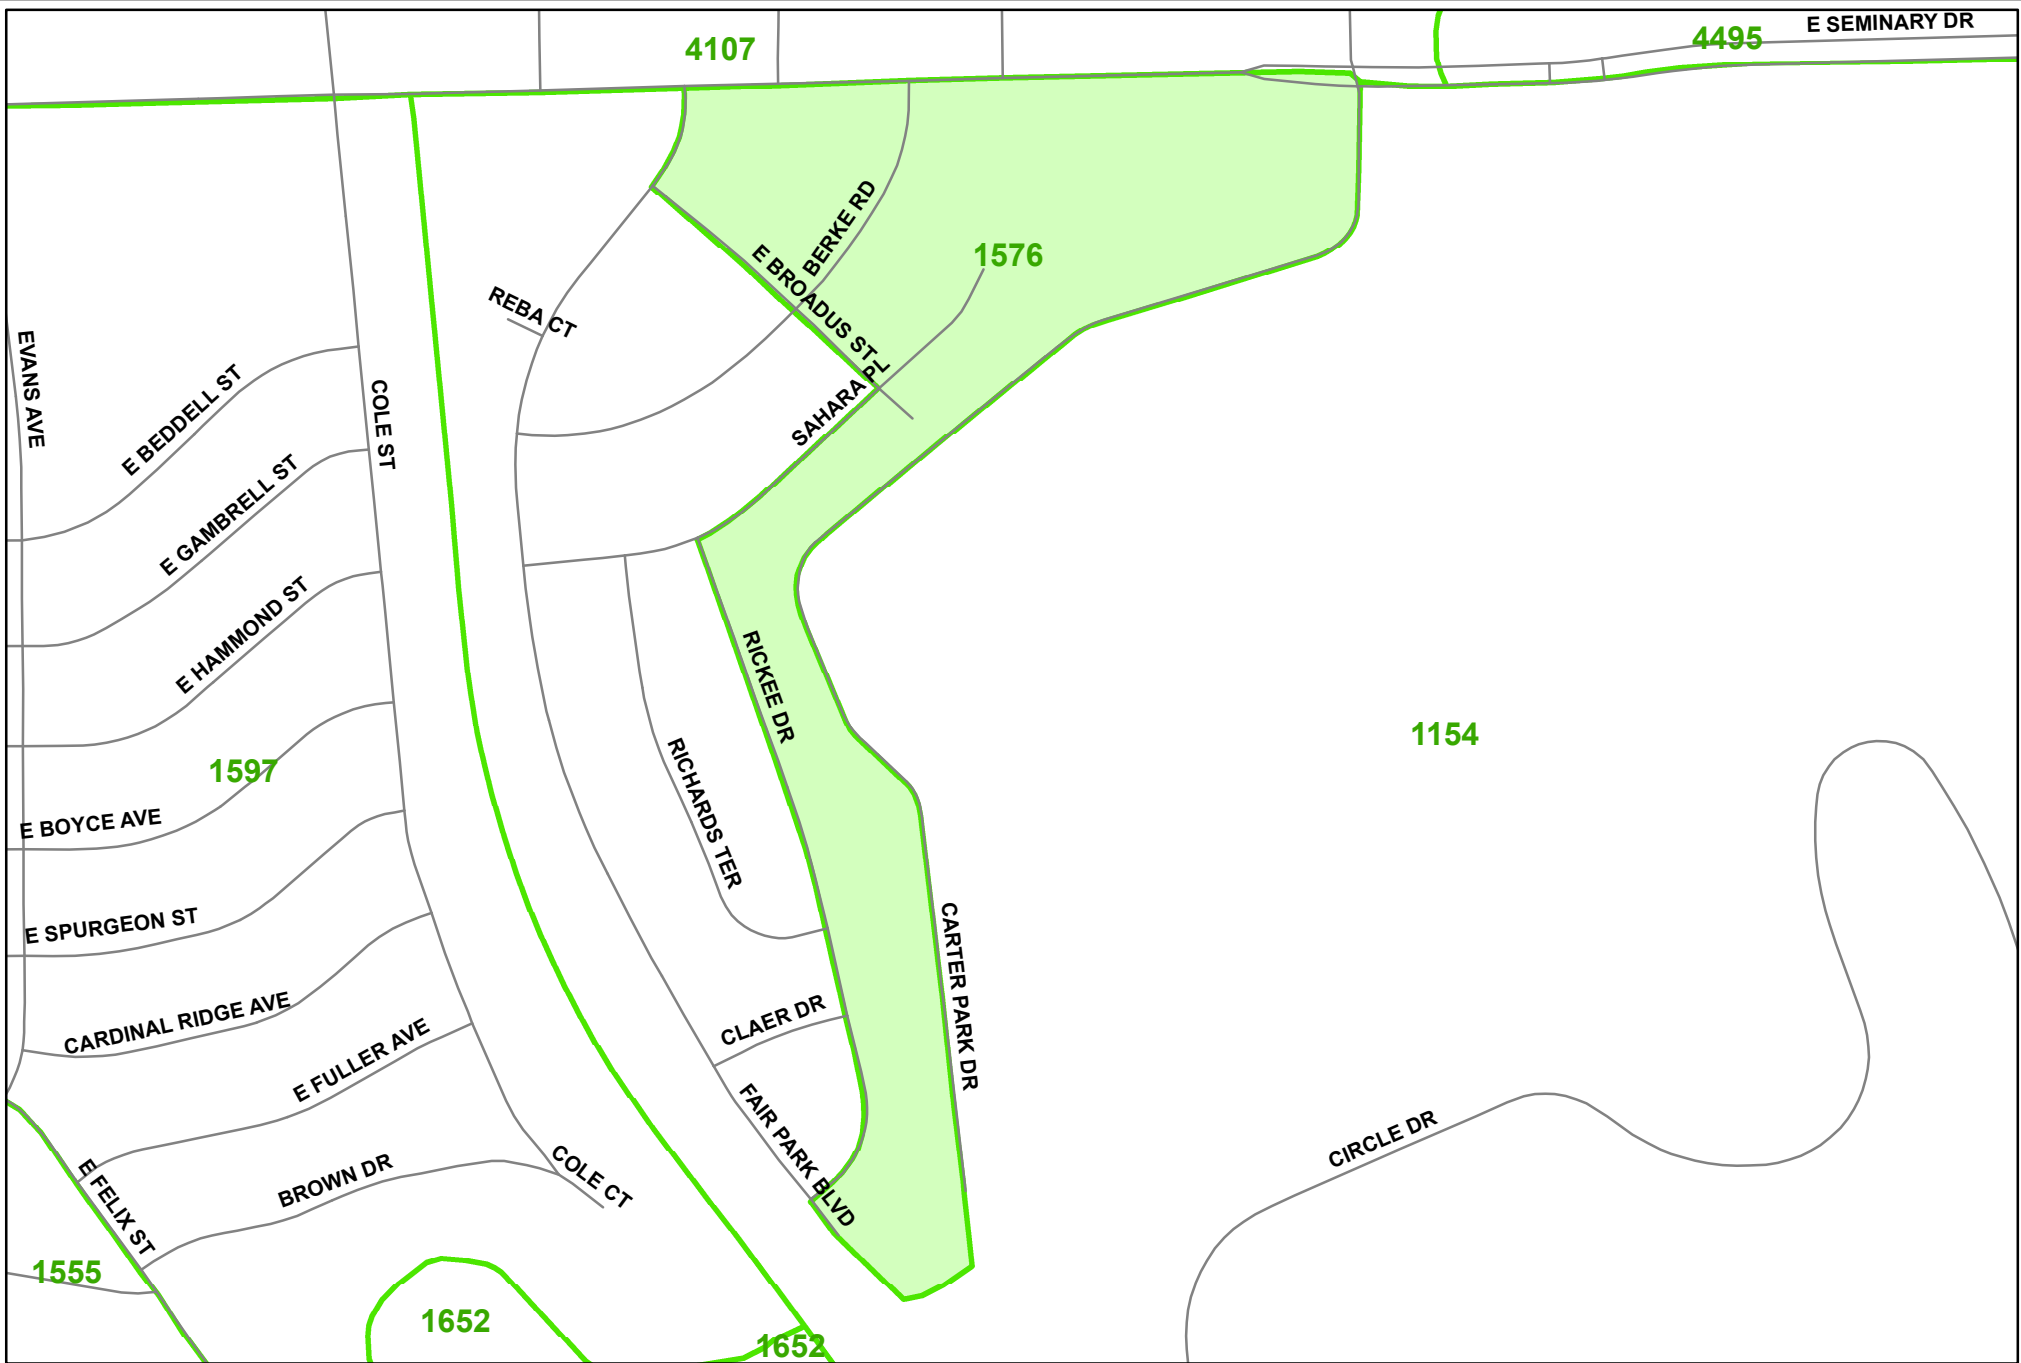 E SEMINARY DR
4107
4495
BERKE RD
1576
E BROADUS ST
REBA CT
EVANS AVE
E BEDDELL ST
COLE ST
SAHARA PL
E GAMBRELL ST
E HAMMOND ST
RICKEE DR
1154
1597
RICHARDS TER
E BOYCE AVE
E SPURGEON ST
CARTER PARK DR
CARDINAL RIDGE AVE
CLAER DR
E FULLER AVE
FAIR PARK BLVD
CIRCLE DR
BROWN DR
COLE CT
E FELIX ST
1555
1652
1652